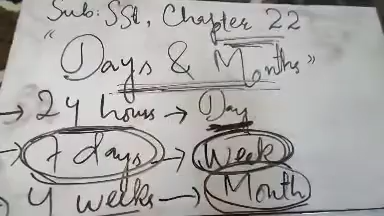 Sub: SSt, Chapter 22
"Days & Months"
→ 24 hours → Day
→ 7 days → Week
→ 4 weeks → Month